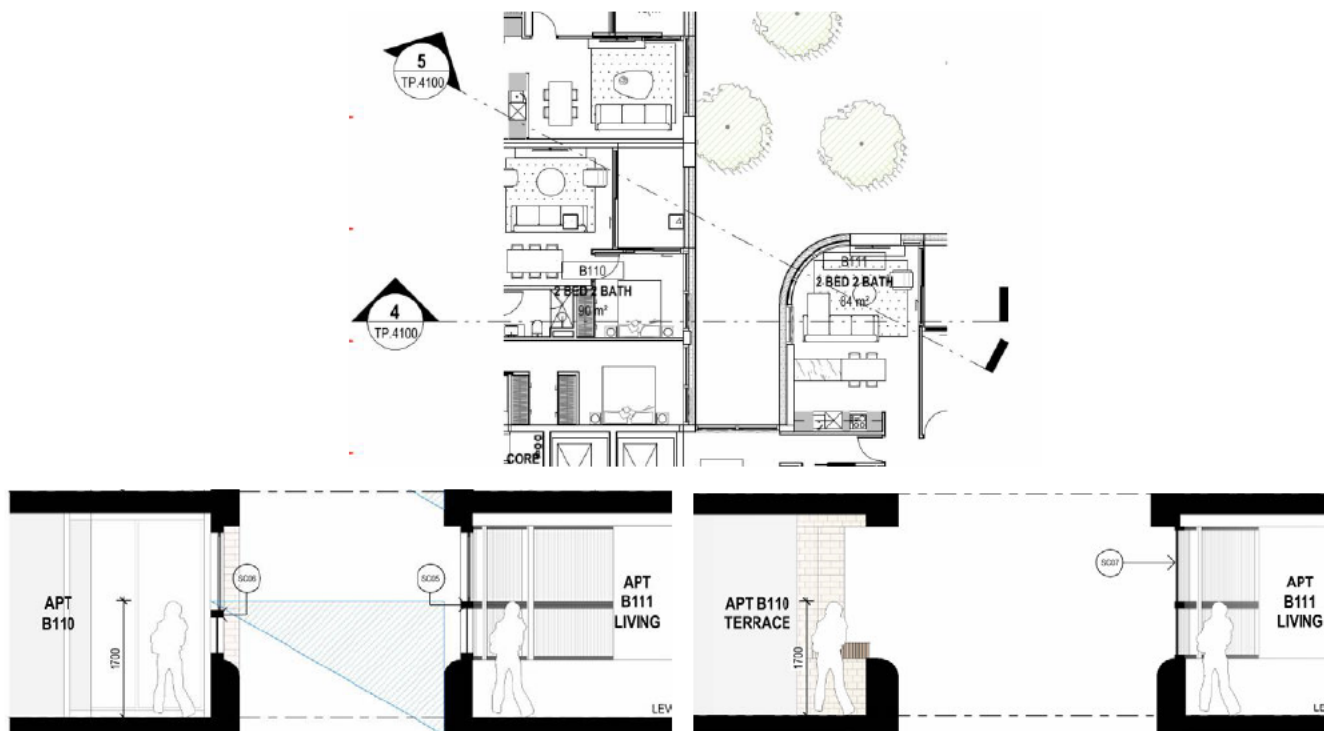 5
TP.4100
B110
2 BED 2 BATH
90 m²
B111
2 BED 2 BATH
84 m²
4
TP.4100
CORE
APT
B110
1700
SC06
SC05
APT
B111
LIVING
LEV
APT B110
TERRACE
1700
SC07
APT
B111
LIVING